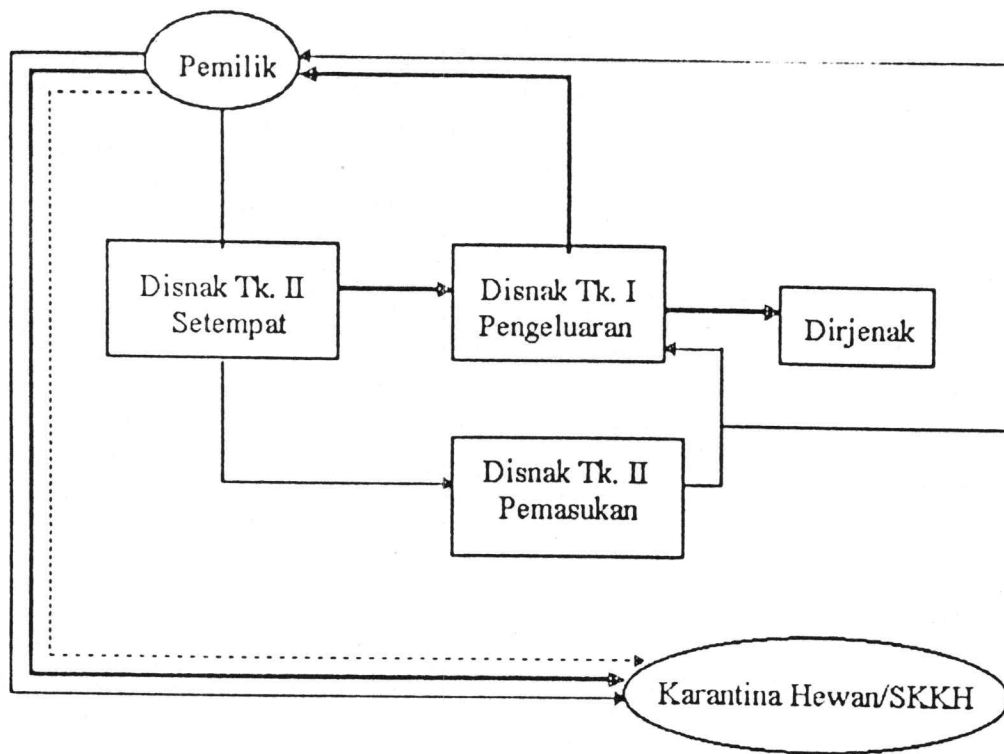 Pemilik
Disnak Tk. II
Setempat
Disnak Tk. I
Pengeluaran
Dirjenak
Disnak Tk. II
Pemasukan
Karantina Hewan/SKKH